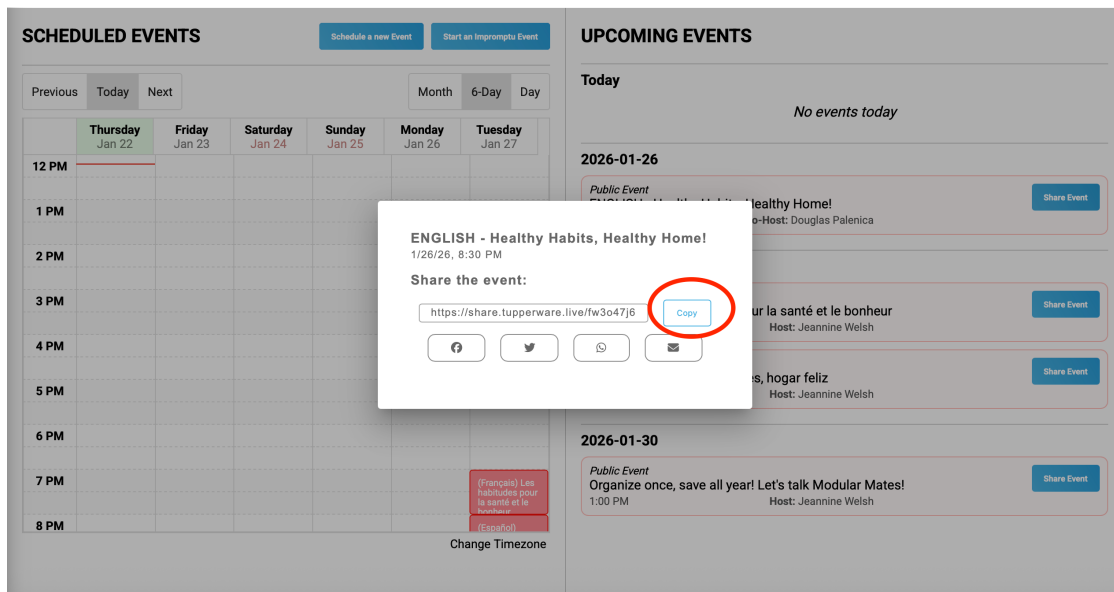 SCHEDULED EVENTS
Schedule a new Event
Start an Impromptu Event
Previous
Today
Next
Month
6-Day
Day
Thursday
Jan 22
Friday
Jan 23
Saturday
Jan 24
Sunday
Jan 25
Monday
Jan 26
Tuesday
Jan 27
12 PM
1 PM
2 PM
3 PM
4 PM
5 PM
6 PM
7 PM
8 PM
(Français) Les
habitudes pour
la santé et le
bonheur
(Español)
Change Timezone
ENGLISH - Healthy Habits, Healthy Home!
1/26/26, 8:30 PM
Share the event:
https://share.tupperware.live/fw3o47j6
Copy
UPCOMING EVENTS
Today
No events today
2026-01-26
Public Event
ENGLISH - Healthy Habits, Healthy Home!
o-Host: Douglas Palenica
Share Event
ur la santé et le bonheur
Host: Jeannine Welsh
Share Event
es, hogar feliz
Host: Jeannine Welsh
Share Event
2026-01-30
Public Event
Organize once, save all year! Let's talk Modular Mates!
1:00 PM Host: Jeannine Welsh
Share Event